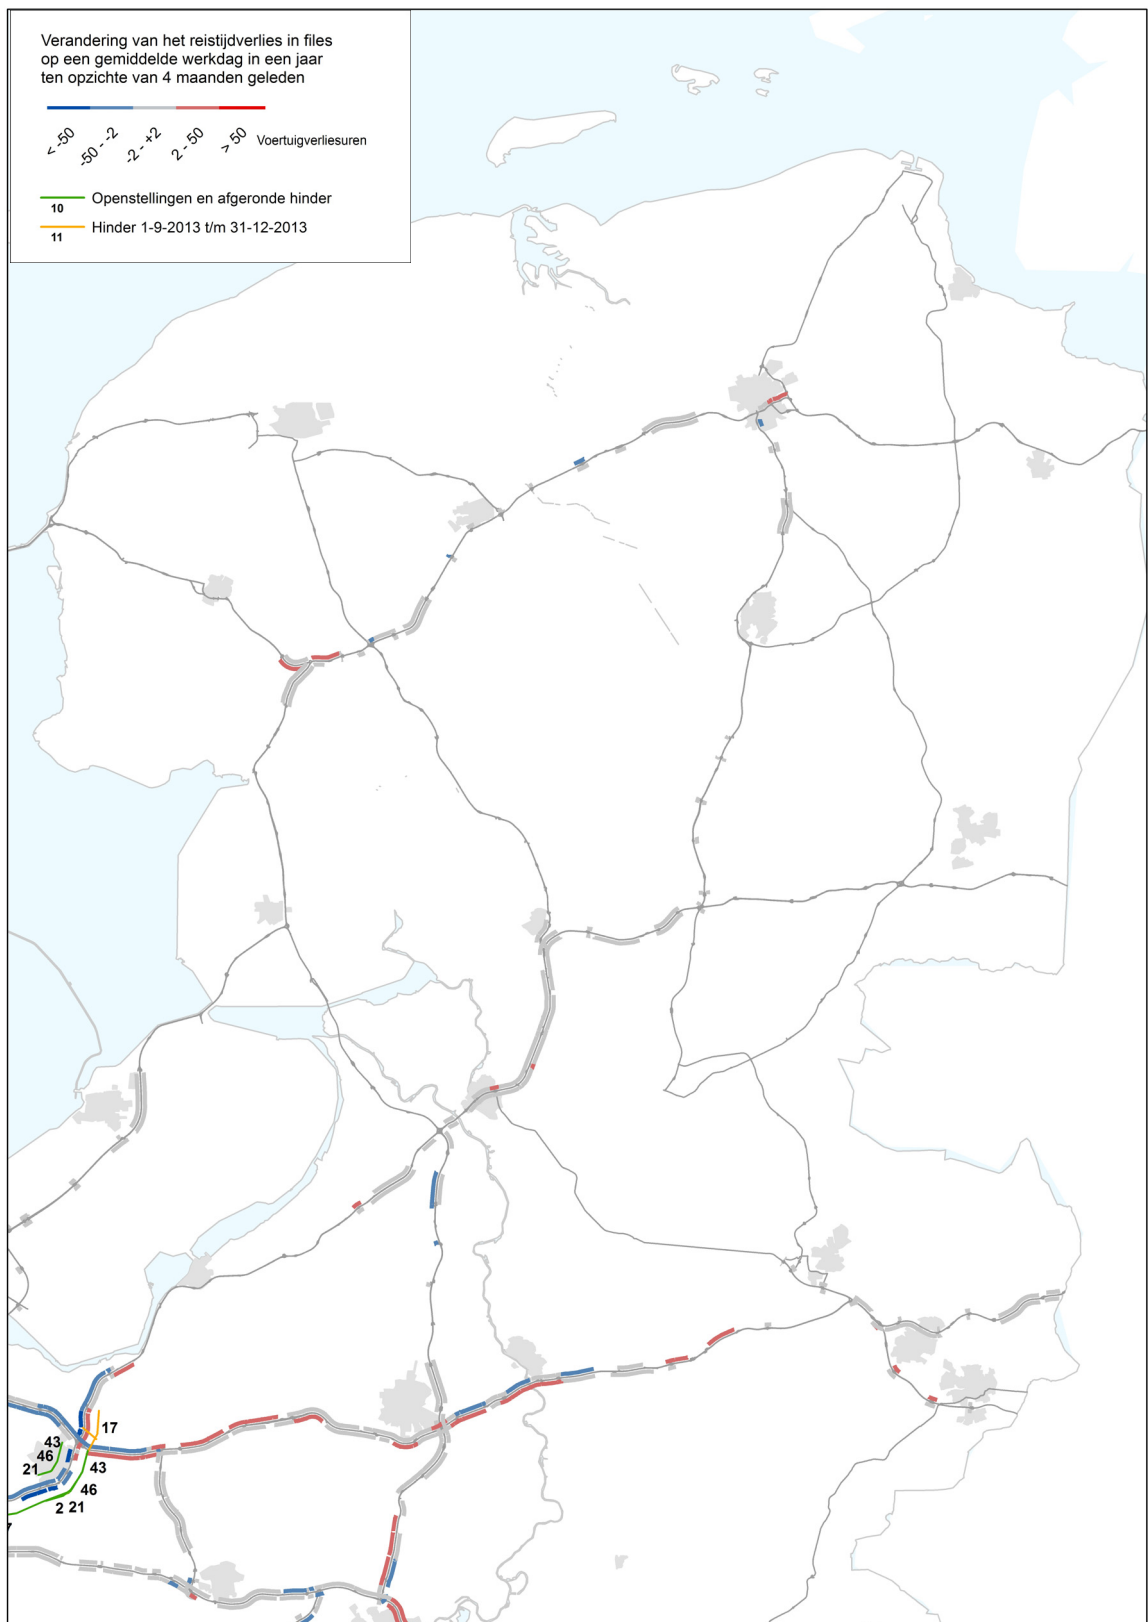 Verandering van het reistijdverlies in files
op een gemiddelde werkdag in een jaar
ten opzichte van 4 maanden geleden
< -50
-50 - -2
-2 - +2
2 - 50
> 50
Voertuigverliesuren
Openstellingen en afgeronde hinder
10
Hinder 1-9-2013 t/m 31-12-2013
11
17
43
46
21
43
46
2 21
7